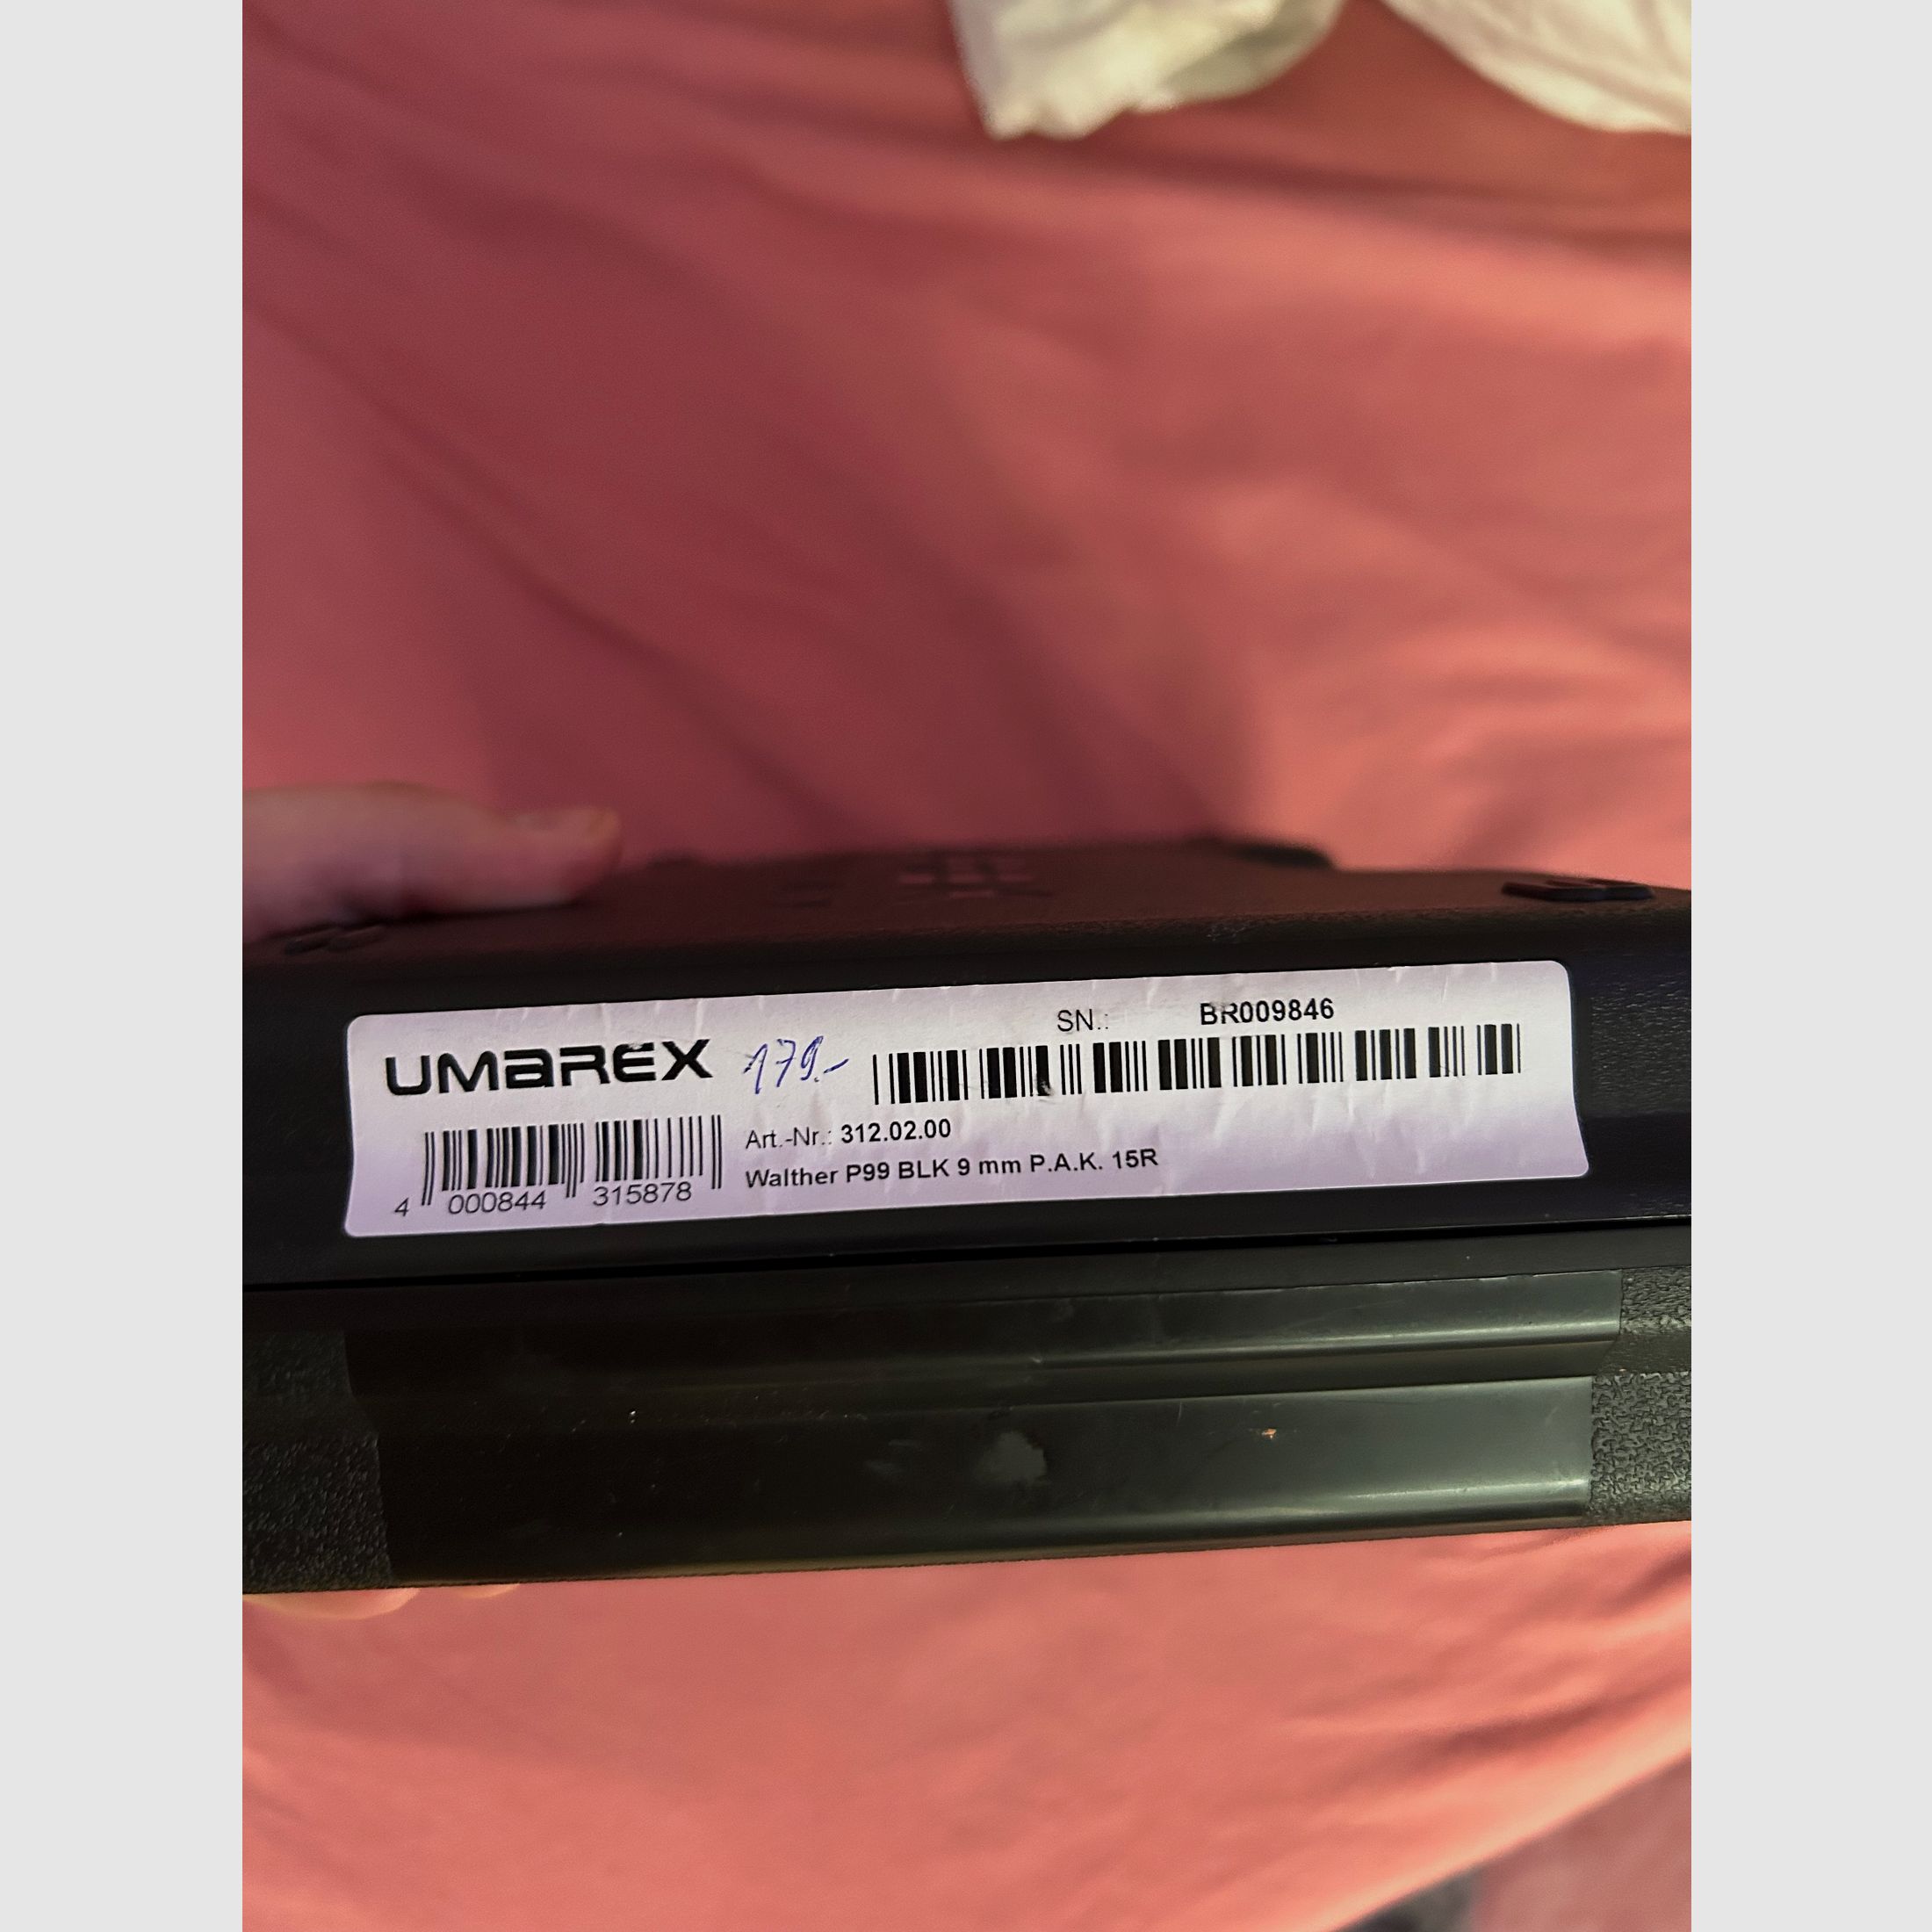 UMAREX
179.-
SN.: BR009846
4 000844 315878
Art.-Nr.: 312.02.00
Walther P99 BLK 9 mm P.A.K. 15R